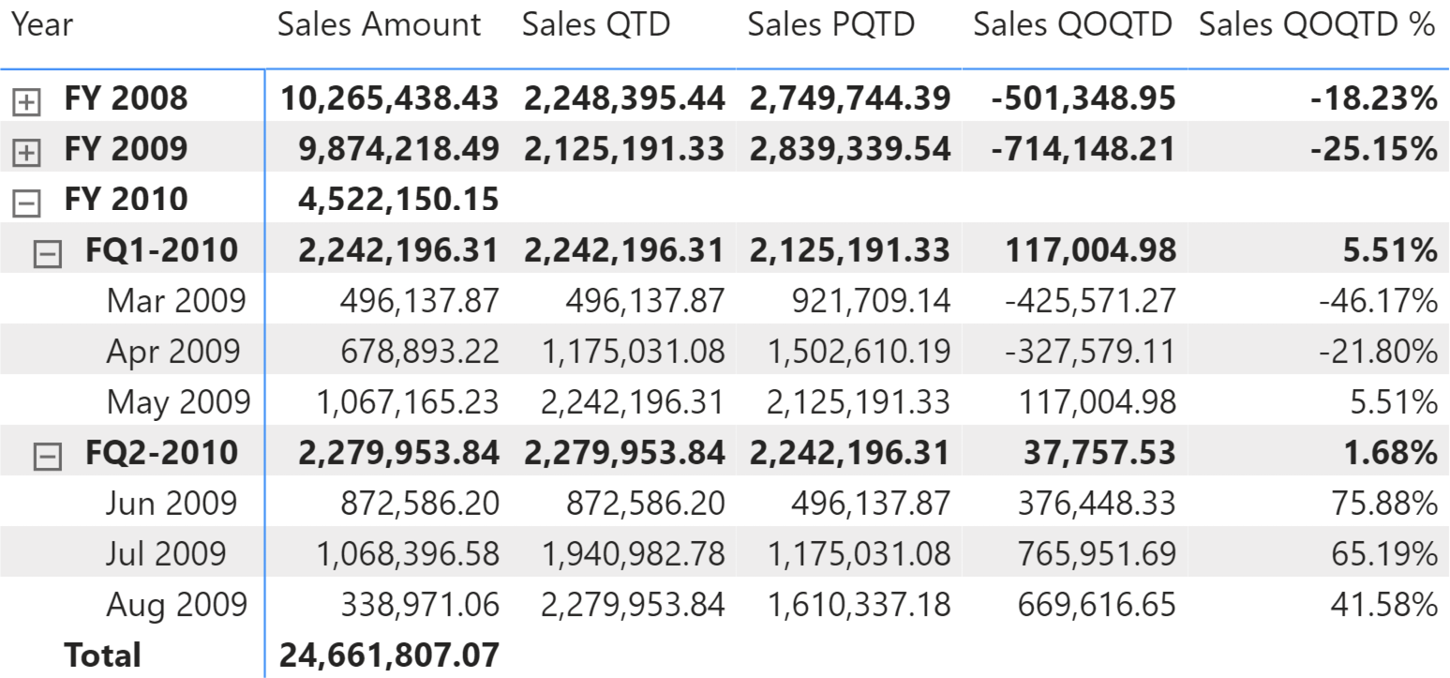 Year Sales Amount Sales QTD Sales PQTD Sales QOQTD Sales QOQTD %
FY 2008 10,265,438.43 2,248,395.44 2,749,744.39 -501,348.95 -18.23%
FY 2009 9,874,218.49 2,125,191.33 2,839,339.54 -714,148.21 -25.15%
FY 2010 4,522,150.15
FQ1-2010 2,242,196.31 2,242,196.31 2,125,191.33 117,004.98 5.51%
Mar 2009 496,137.87 496,137.87 921,709.14 -425,571.27 -46.17%
Apr 2009 678,893.22 1,175,031.08 1,502,610.19 -327,579.11 -21.80%
May 2009 1,067,165.23 2,242,196.31 2,125,191.33 117,004.98 5.51%
FQ2-2010 2,279,953.84 2,279,953.84 2,242,196.31 37,757.53 1.68%
Jun 2009 872,586.20 872,586.20 496,137.87 376,448.33 75.88%
Jul 2009 1,068,396.58 1,940,982.78 1,175,031.08 765,951.69 65.19%
Aug 2009 338,971.06 2,279,953.84 1,610,337.18 669,616.65 41.58%
Total 24,661,807.07